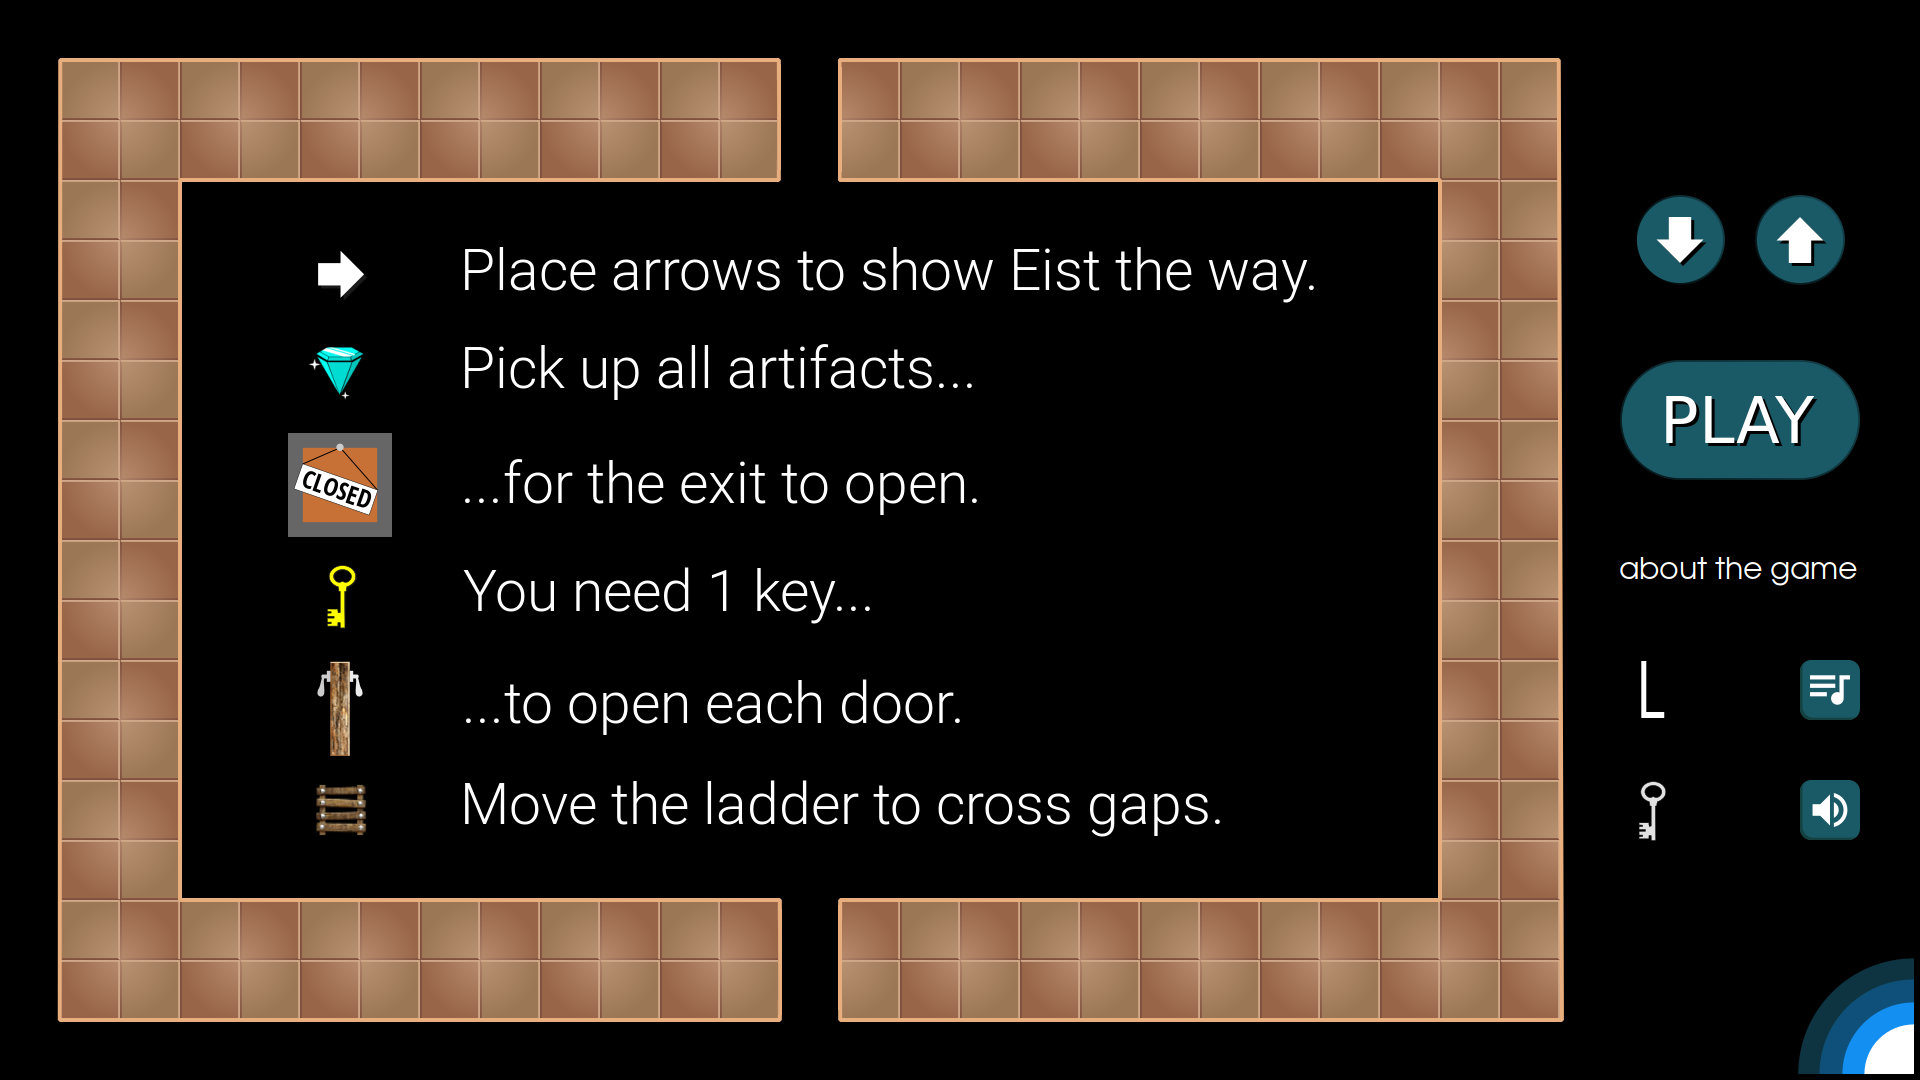 Place arrows to show Eist the way.
Pick up all artifacts...
CLOSED
...for the exit to open.
You need 1 key...
...to open each door.
Move the ladder to cross gaps.
PLAY
about the game
L